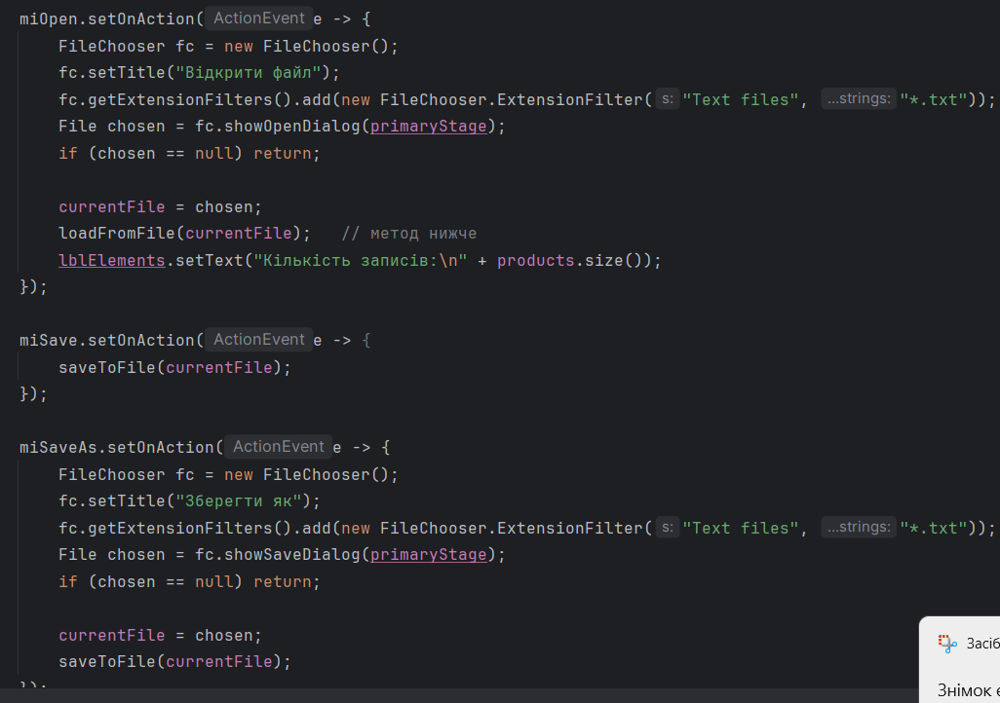 miOpen.setOnAction( ActionEvent e -> {
    FileChooser fc = new FileChooser();
    fc.setTitle("Відкрити файл");
    fc.getExtensionFilters().add(new FileChooser.ExtensionFilter( s: "Text files", ...strings: "*.txt"));
    File chosen = fc.showOpenDialog(primaryStage);
    if (chosen == null) return;

    currentFile = chosen;
    loadFromFile(currentFile);   // метод нижче
    lblElements.setText("Кількість записів:\n" + products.size());
});

miSave.setOnAction( ActionEvent e -> {
    saveToFile(currentFile);
});

miSaveAs.setOnAction( ActionEvent e -> {
    FileChooser fc = new FileChooser();
    fc.setTitle("Зберегти як");
    fc.getExtensionFilters().add(new FileChooser.ExtensionFilter( s: "Text files", ...strings: "*.txt"));
    File chosen = fc.showSaveDialog(primaryStage);
    if (chosen == null) return;

    currentFile = chosen;
    saveToFile(currentFile);
});
Засіб
Знімок